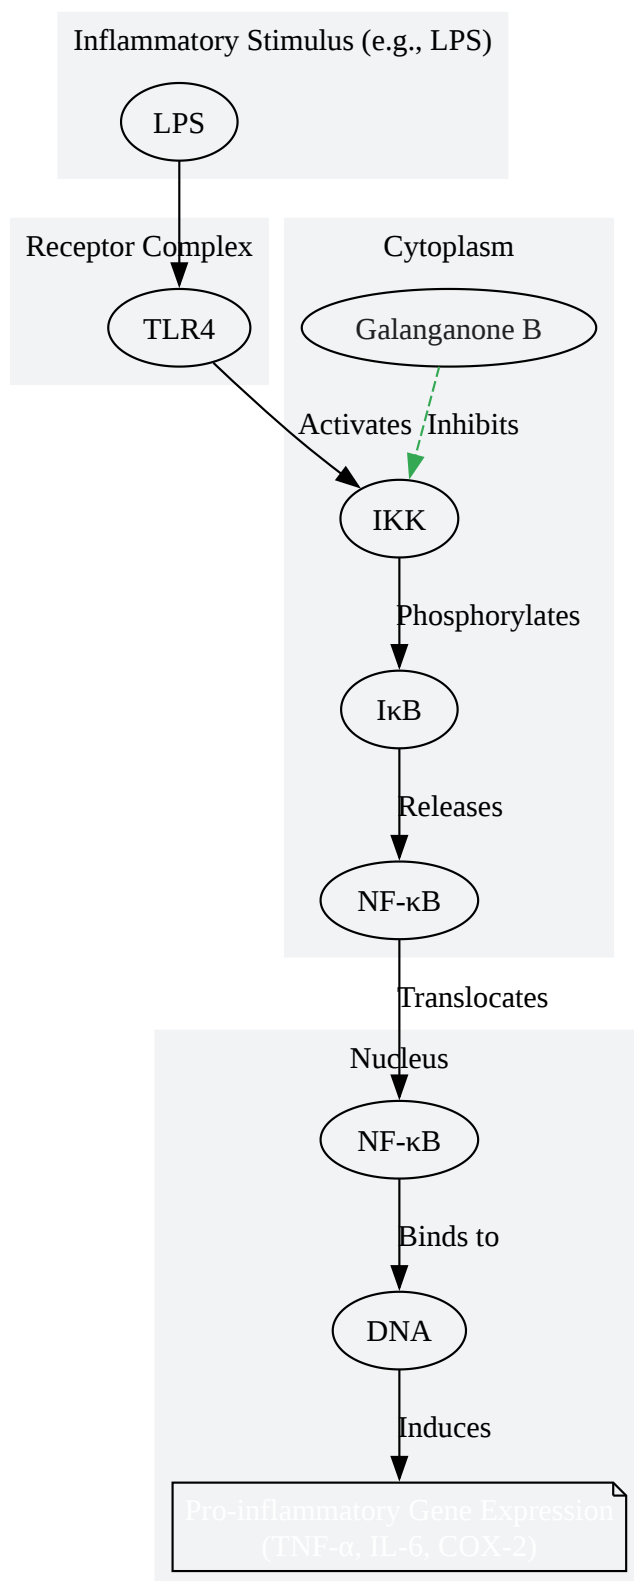 Inflammatory Stimulus (e.g., LPS)
LPS
Receptor Complex
Cytoplasm
TLR4
Galanganone B
Activates
Inhibits
IKK
Phosphorylates
IκB
Releases
NF-κB
Translocates
Nucleus
NF-κB
Binds to
DNA
Induces
Pro-inflammatory Gene Expression
(TNF-α, IL-6, COX-2)